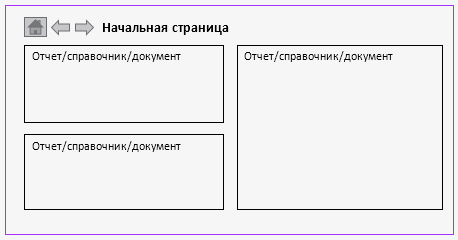 Начальная страница
Отчет/справочник/документ
Отчет/справочник/документ
Отчет/справочник/документ